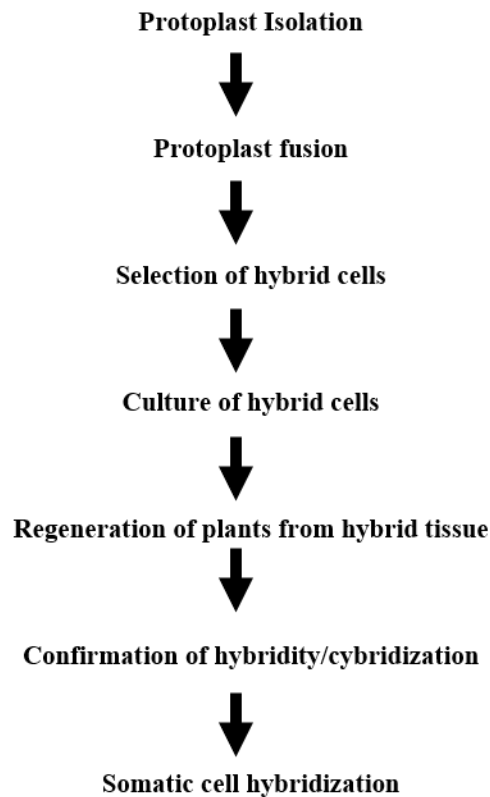 Protoplast Isolation
Protoplast fusion
Selection of hybrid cells
Culture of hybrid cells
Regeneration of plants from hybrid tissue
Confirmation of hybridity/cybridization
Somatic cell hybridization